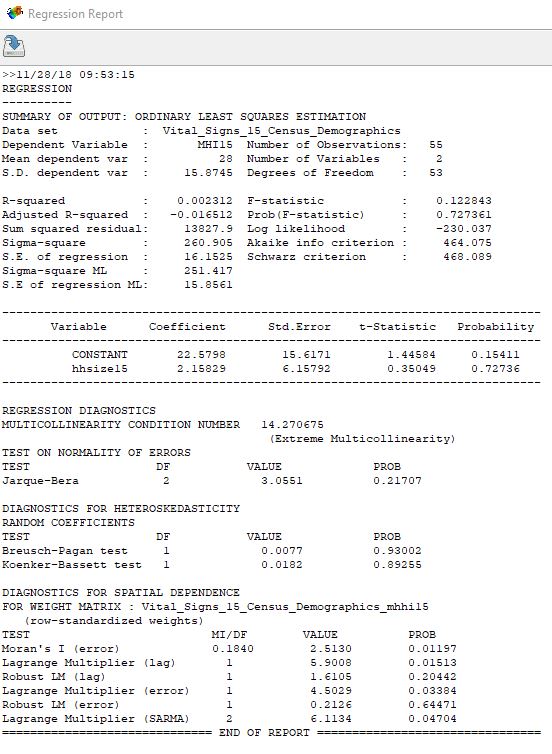 Regression Report
>>11/28/18 09:53:15
REGRESSION
----------
SUMMARY OF OUTPUT: ORDINARY LEAST SQUARES ESTIMATION
Data set : Vital_Signs_15_Census_Demographics
Dependent Variable : MHI15 Number of Observations: 55
Mean dependent var : 28 Number of Variables : 2
S.D. dependent var : 15.8745 Degrees of Freedom : 53
R-squared : 0.002312 F-statistic : 0.122843
Adjusted R-squared : -0.016512 Prob(F-statistic) : 0.727361
Sum squared residual: 13827.9 Log likelihood : -230.037
Sigma-square : 260.905 Akaike info criterion : 464.075
S.E. of regression : 16.1525 Schwarz criterion : 468.089
Sigma-square ML : 251.417
S.E of regression ML: 15.8561
-----------------------------------------------------------------------------
Variable Coefficient Std.Error t-Statistic Probability
-----------------------------------------------------------------------------
CONSTANT 22.5798 15.6171 1.44584 0.15411
hhsize15 2.15829 6.15792 0.35049 0.72736
-----------------------------------------------------------------------------
REGRESSION DIAGNOSTICS
MULTICOLLINEARITY CONDITION NUMBER 14.270675
(Extreme Multicollinearity)
TEST ON NORMALITY OF ERRORS
TEST DF VALUE PROB
Jarque-Bera 2 3.0551 0.21707
DIAGNOSTICS FOR HETEROSKEDASTICITY
RANDOM COEFFICIENTS
TEST DF VALUE PROB
Breusch-Pagan test 1 0.0077 0.93002
Koenker-Bassett test 1 0.0182 0.89255
DIAGNOSTICS FOR SPATIAL DEPENDENCE
FOR WEIGHT MATRIX : Vital_Signs_15_Census_Demographics_mhhi15
(row-standardized weights)
TEST MI/DF VALUE PROB
Moran's I (error) 0.1840 2.5130 0.01197
Lagrange Multiplier (lag) 1 5.9008 0.01513
Robust LM (lag) 1 1.6105 0.20442
Lagrange Multiplier (error) 1 4.5029 0.03384
Robust LM (error) 1 0.2126 0.64471
Lagrange Multiplier (SARMA) 2 6.1134 0.04704
============================== END OF REPORT ================================